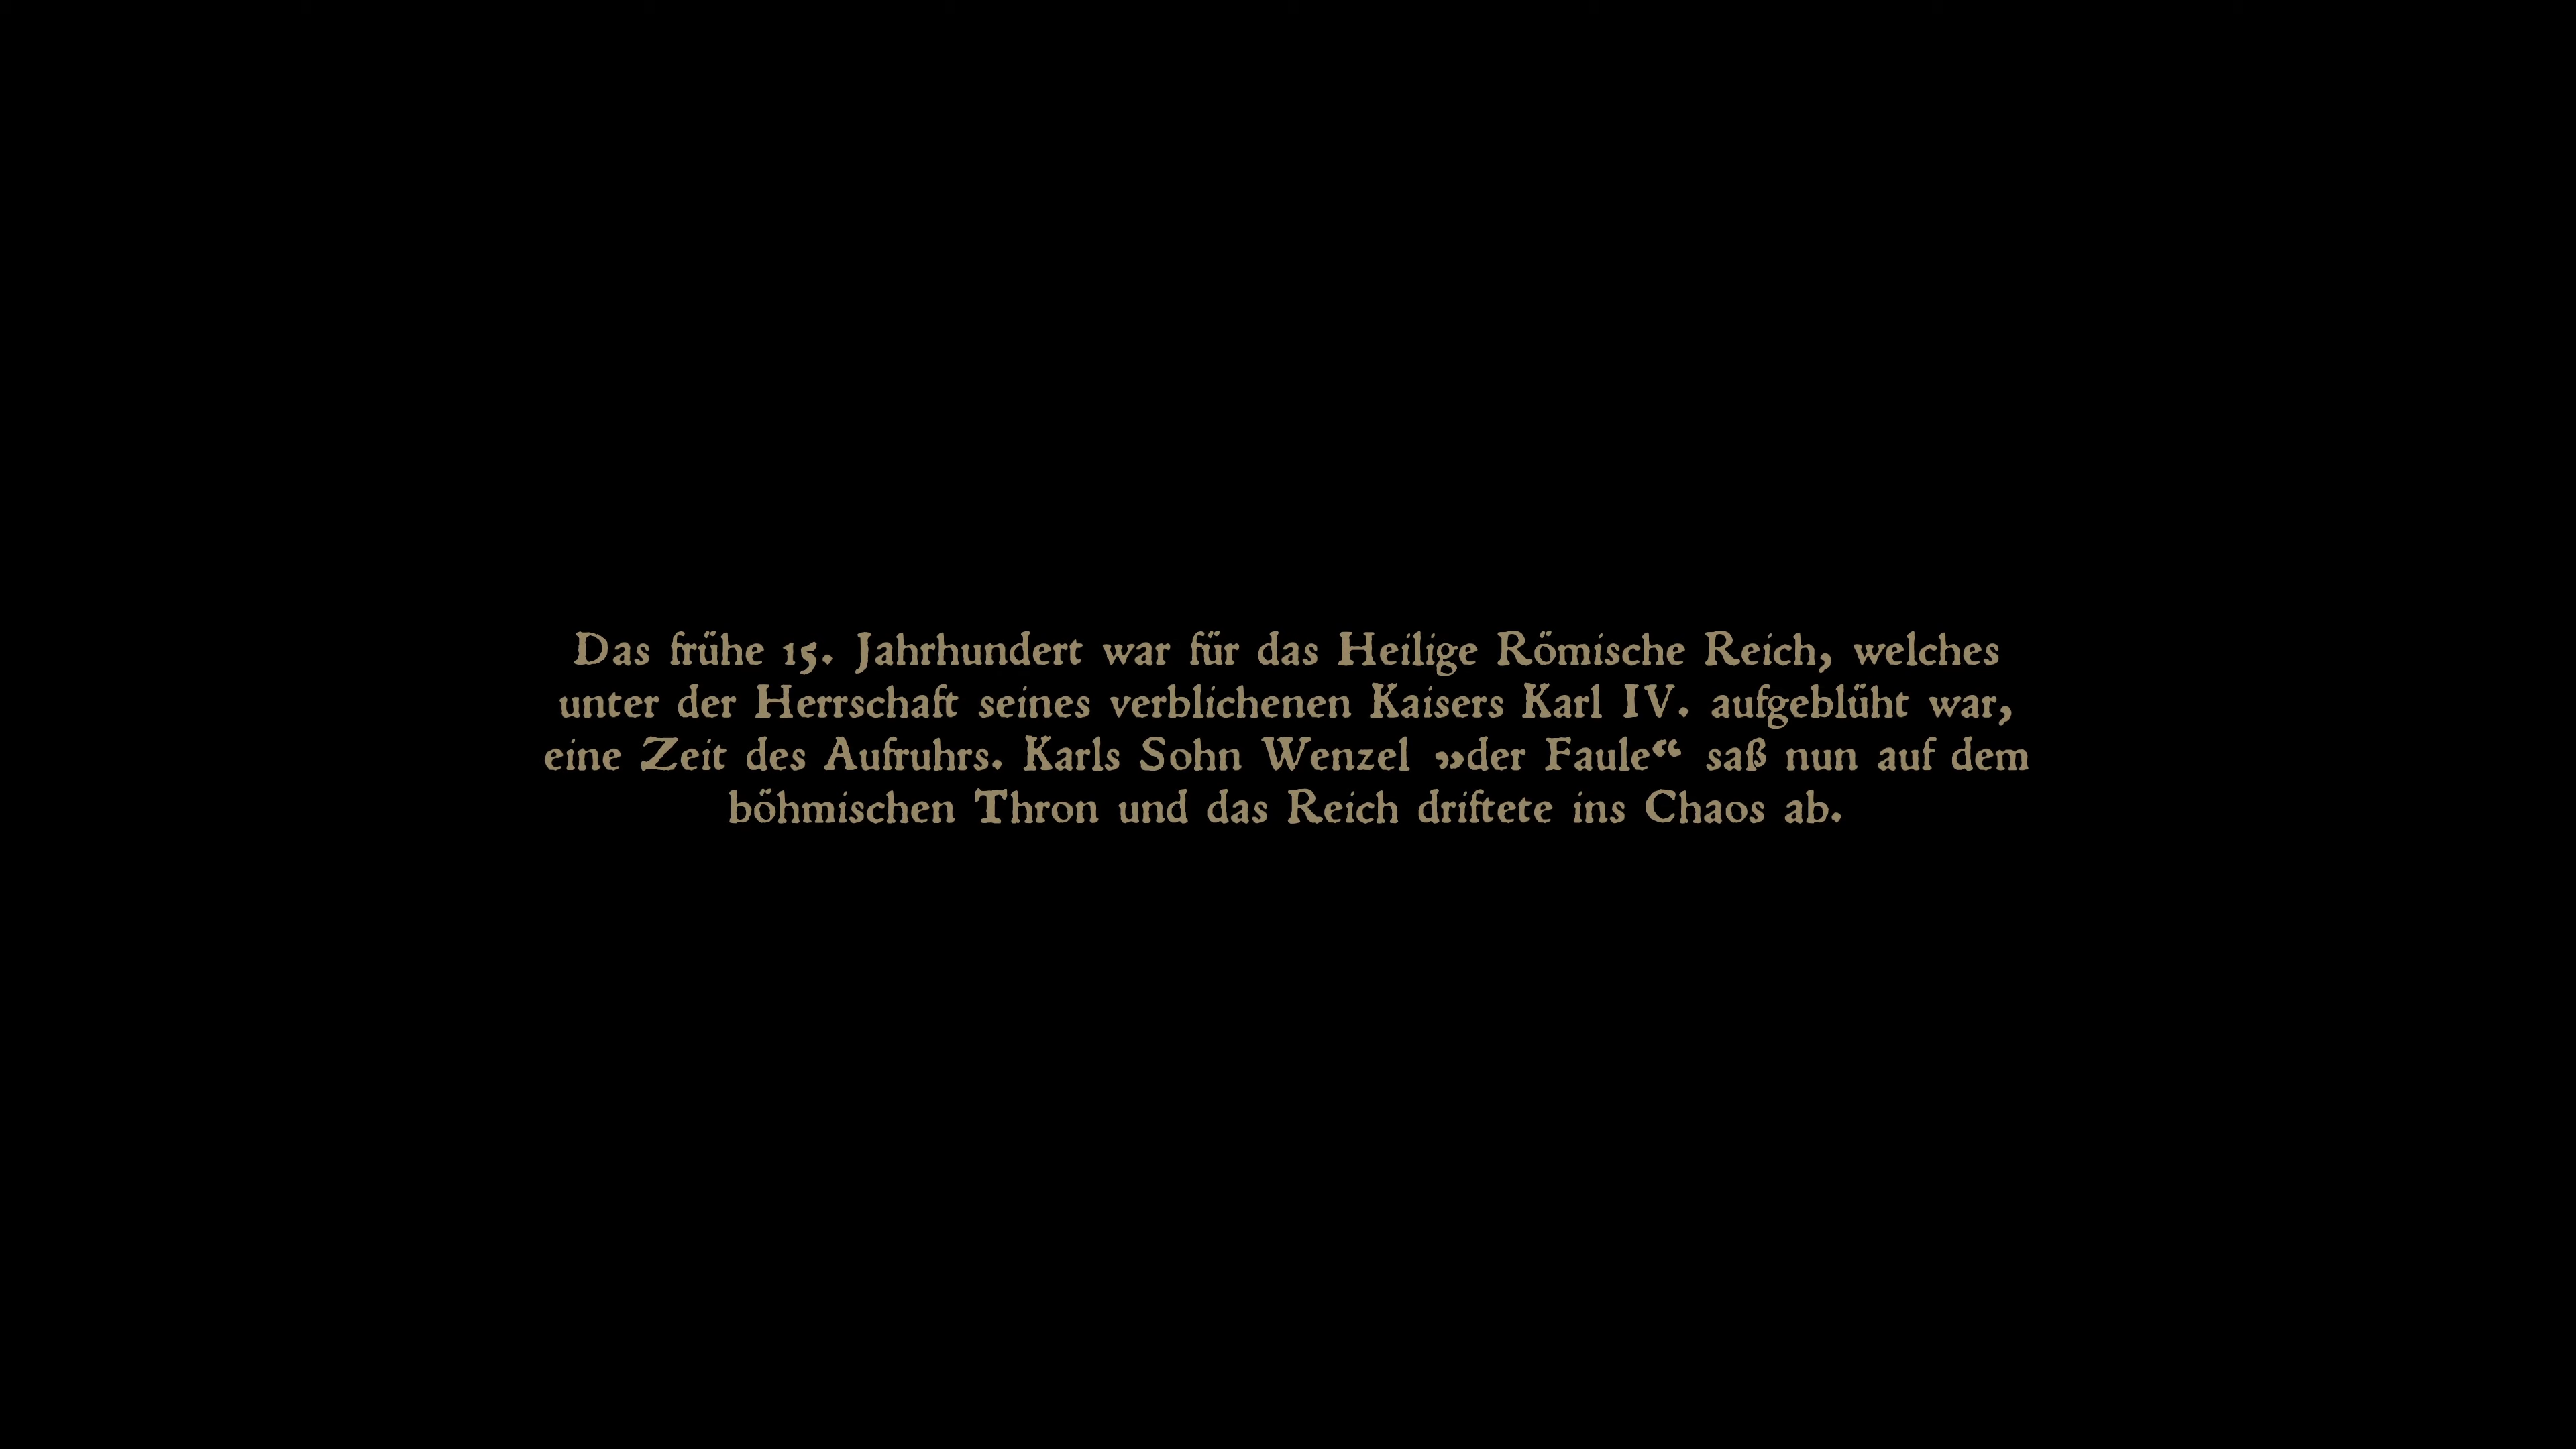 Das frühe 15. Jahrhundert war für das Heilige Römische Reich, welches
unter der Herrschaft seines verblichenen Kaisers Karl IV. aufgeblüht war,
eine Zeit des Aufruhrs. Karls Sohn Wenzel »der Faule“ saß nun auf dem
böhmischen Thron und das Reich driftete ins Chaos ab.